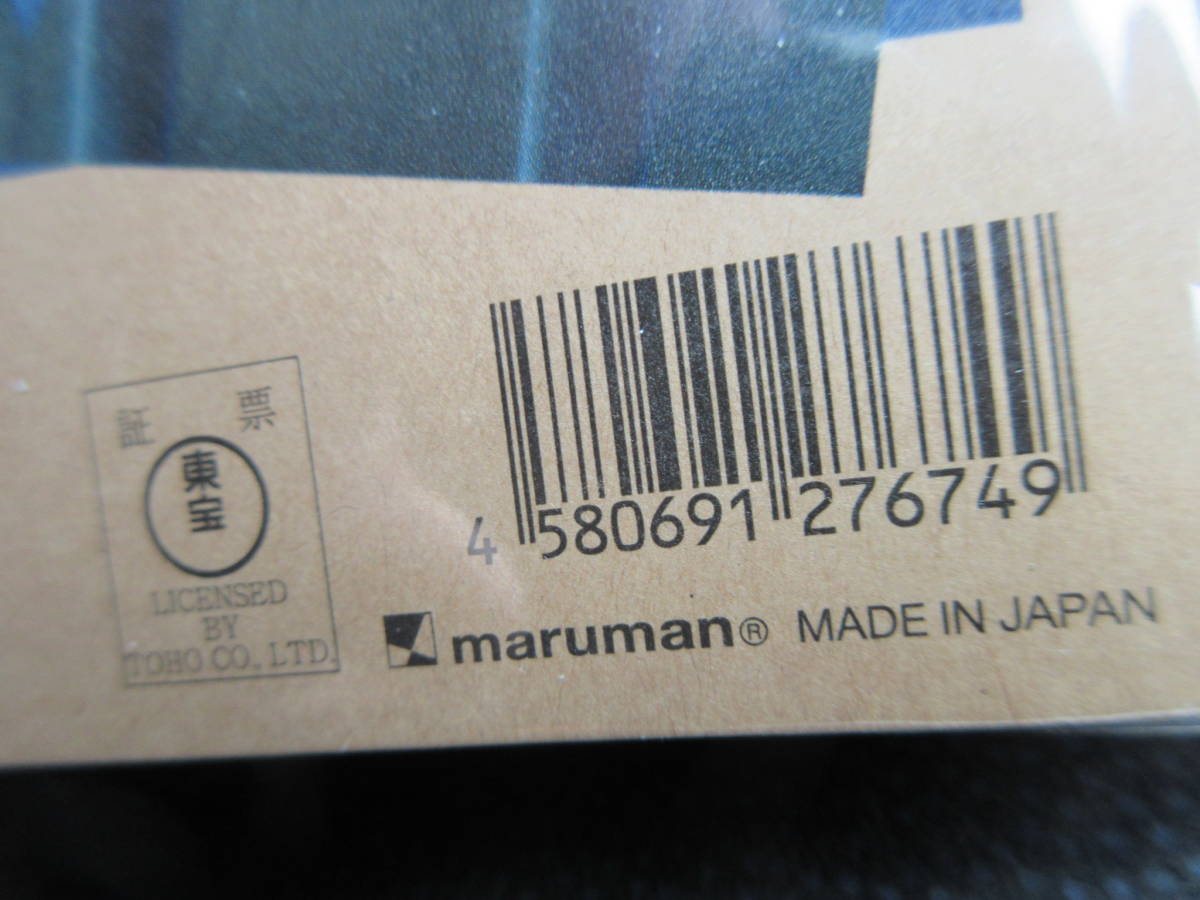 証 票
東宝
LICENSED
BY
TOHO CO., LTD.
4 580691 276749
maruman® MADE IN JAPAN